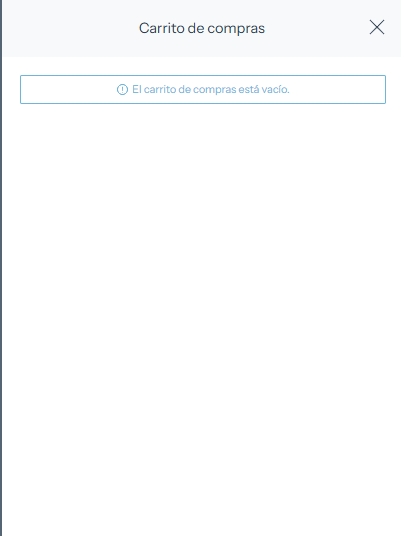 Carrito de compras
El carrito de compras está vacío.